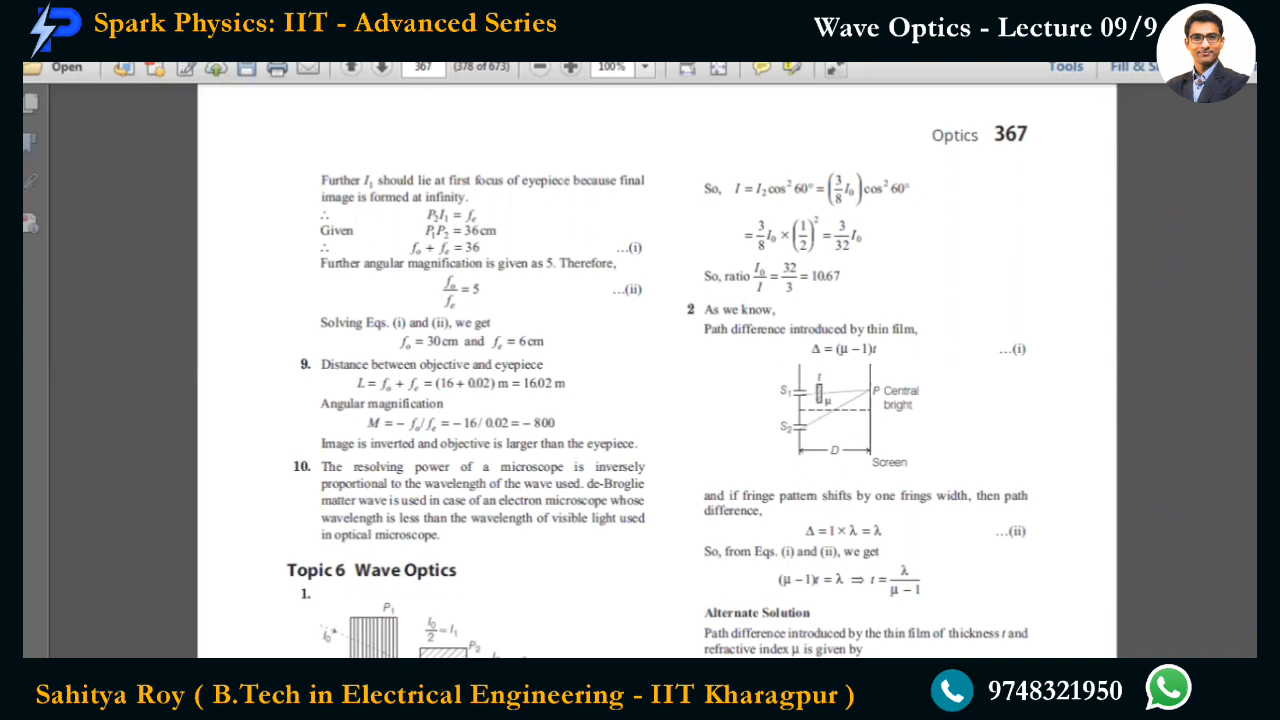 Spark Physics: IIT - Advanced Series
Wave Optics - Lecture 09/9
Open
367
(378 of 673)
100%
Tools
Optics 367
Further I₁ should lie at first focus of eyepiece because final
image is formed at infinity.
∴ P₂I₁ = fₑ
Given P₁P₂ = 36cm
∴ fₒ + fₑ = 36 ...(i)
Further angular magnification is given as 5. Therefore,
fₒ/fₑ = 5 ...(ii)
Solving Eqs. (i) and (ii), we get
fₒ = 30cm and fₑ = 6cm
9. Distance between objective and eyepiece
L = fₒ + fₑ = (16 + 0.02) m = 16.02 m
Angular magnification
M = − fₒ/fₑ = − 16/0.02 = − 800
Image is inverted and objective is larger than the eyepiece.
10. The resolving power of a microscope is inversely
proportional to the wavelength of the wave used. de-Broglie
matter wave is used in case of an electron microscope whose
wavelength is less than the wavelength of visible light used
in optical microscope.
Topic 6 Wave Optics
1.
P₁
I₀
I₀/2 = I₁
P₂
So, I = I₂cos² 60° = (3/8 I₀) cos² 60°
= 3/8 I₀ × (1/2)² = 3/32 I₀
So, ratio I₀/I = 32/3 = 10.67
2 As we know,
Path difference introduced by thin film,
Δ = (μ − 1)t ...(i)
t
S₁
μ
P Central
bright
S₂
D
Screen
and if fringe pattern shifts by one frings width, then path
difference,
Δ = 1 × λ = λ ...(ii)
So, from Eqs. (i) and (ii), we get
(μ − 1)t = λ ⇒ t = λ/(μ − 1)
Alternate Solution
Path difference introduced by the thin film of thickness t and
refractive index μ is given by
Sahitya Roy ( B.Tech in Electrical Engineering - IIT Kharagpur )
9748321950